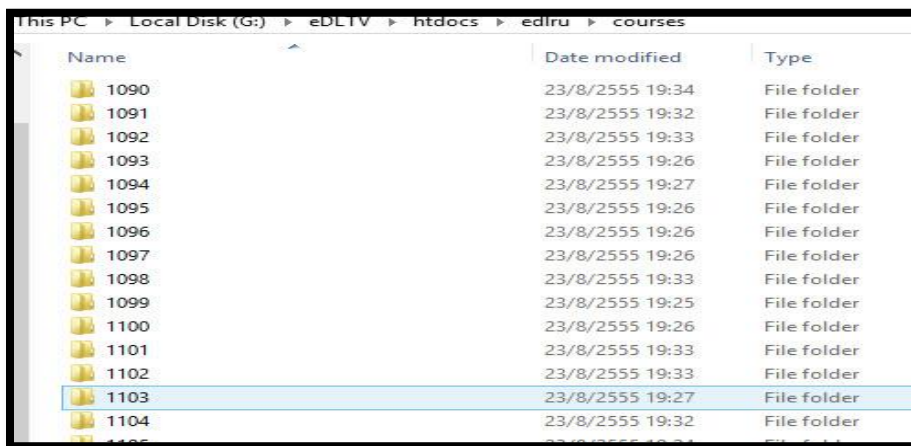 This PC ▸ Local Disk (G:) ▸ eDLTV ▸ htdocs ▸ edlru ▸ courses
Name Date modified Type
1090 23/8/2555 19:34 File folder
1091 23/8/2555 19:32 File folder
1092 23/8/2555 19:33 File folder
1093 23/8/2555 19:26 File folder
1094 23/8/2555 19:27 File folder
1095 23/8/2555 19:26 File folder
1096 23/8/2555 19:26 File folder
1097 23/8/2555 19:26 File folder
1098 23/8/2555 19:33 File folder
1099 23/8/2555 19:25 File folder
1100 23/8/2555 19:26 File folder
1101 23/8/2555 19:33 File folder
1102 23/8/2555 19:33 File folder
1103 23/8/2555 19:27 File folder
1104 23/8/2555 19:32 File folder